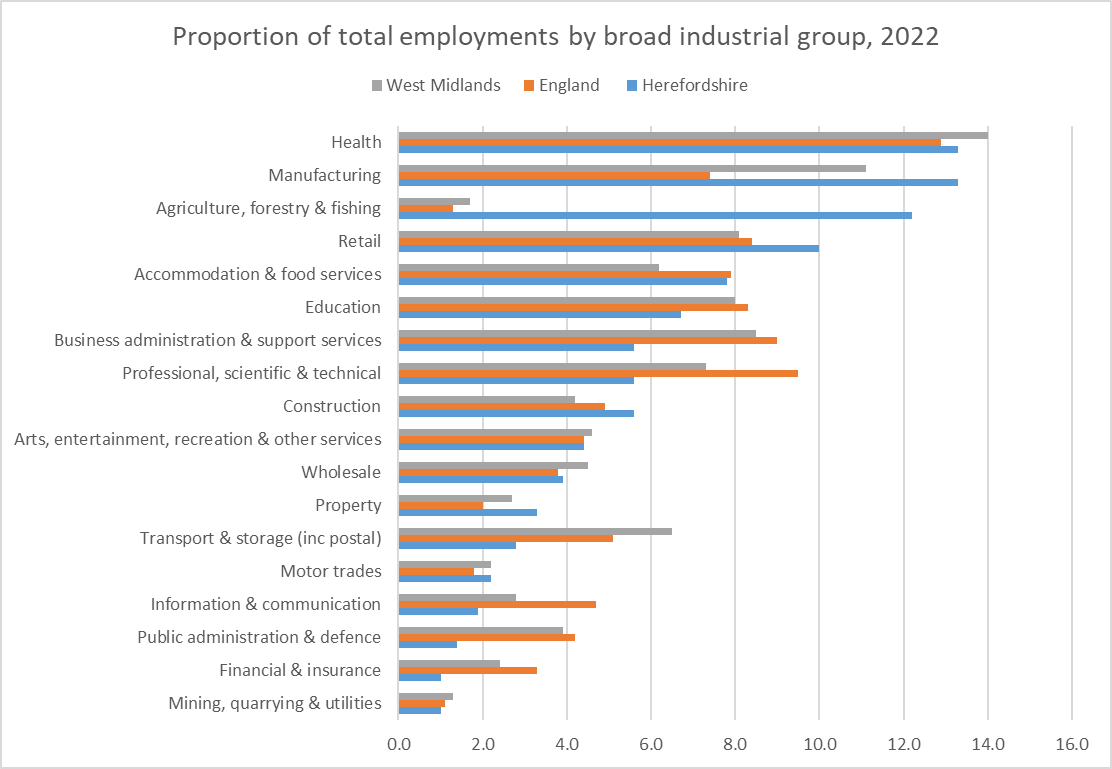 Proportion of total employments by broad industrial group, 2022
West Midlands England Herefordshire
Health
Manufacturing
Agriculture, forestry & fishing
Retail
Accommodation & food services
Education
Business administration & support services
Professional, scientific & technical
Construction
Arts, entertainment, recreation & other services
Wholesale
Property
Transport & storage (inc postal)
Motor trades
Information & communication
Public administration & defence
Financial & insurance
Mining, quarrying & utilities
0.0 2.0 4.0 6.0 8.0 10.0 12.0 14.0 16.0